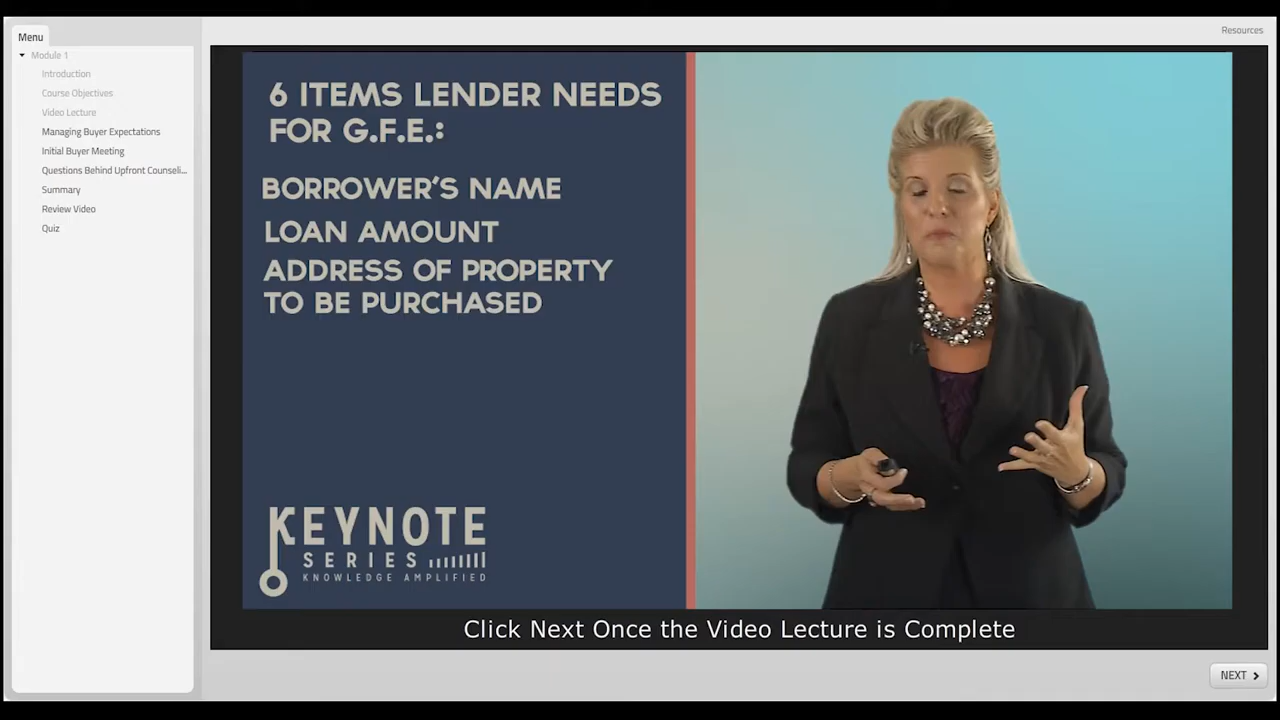 Menu
Resources
Module 1
Introduction
Course Objectives
Video Lecture
Managing Buyer Expectations
Initial Buyer Meeting
Questions Behind Upfront Counseli...
Summary
Review Video
Quiz
6 ITEMS LENDER NEEDS
FOR G.F.E.:
BORROWER'S NAME
LOAN AMOUNT
ADDRESS OF PROPERTY
TO BE PURCHASED
KEYNOTE
SERIES
KNOWLEDGE AMPLIFIED
Click Next Once the Video Lecture is Complete
NEXT